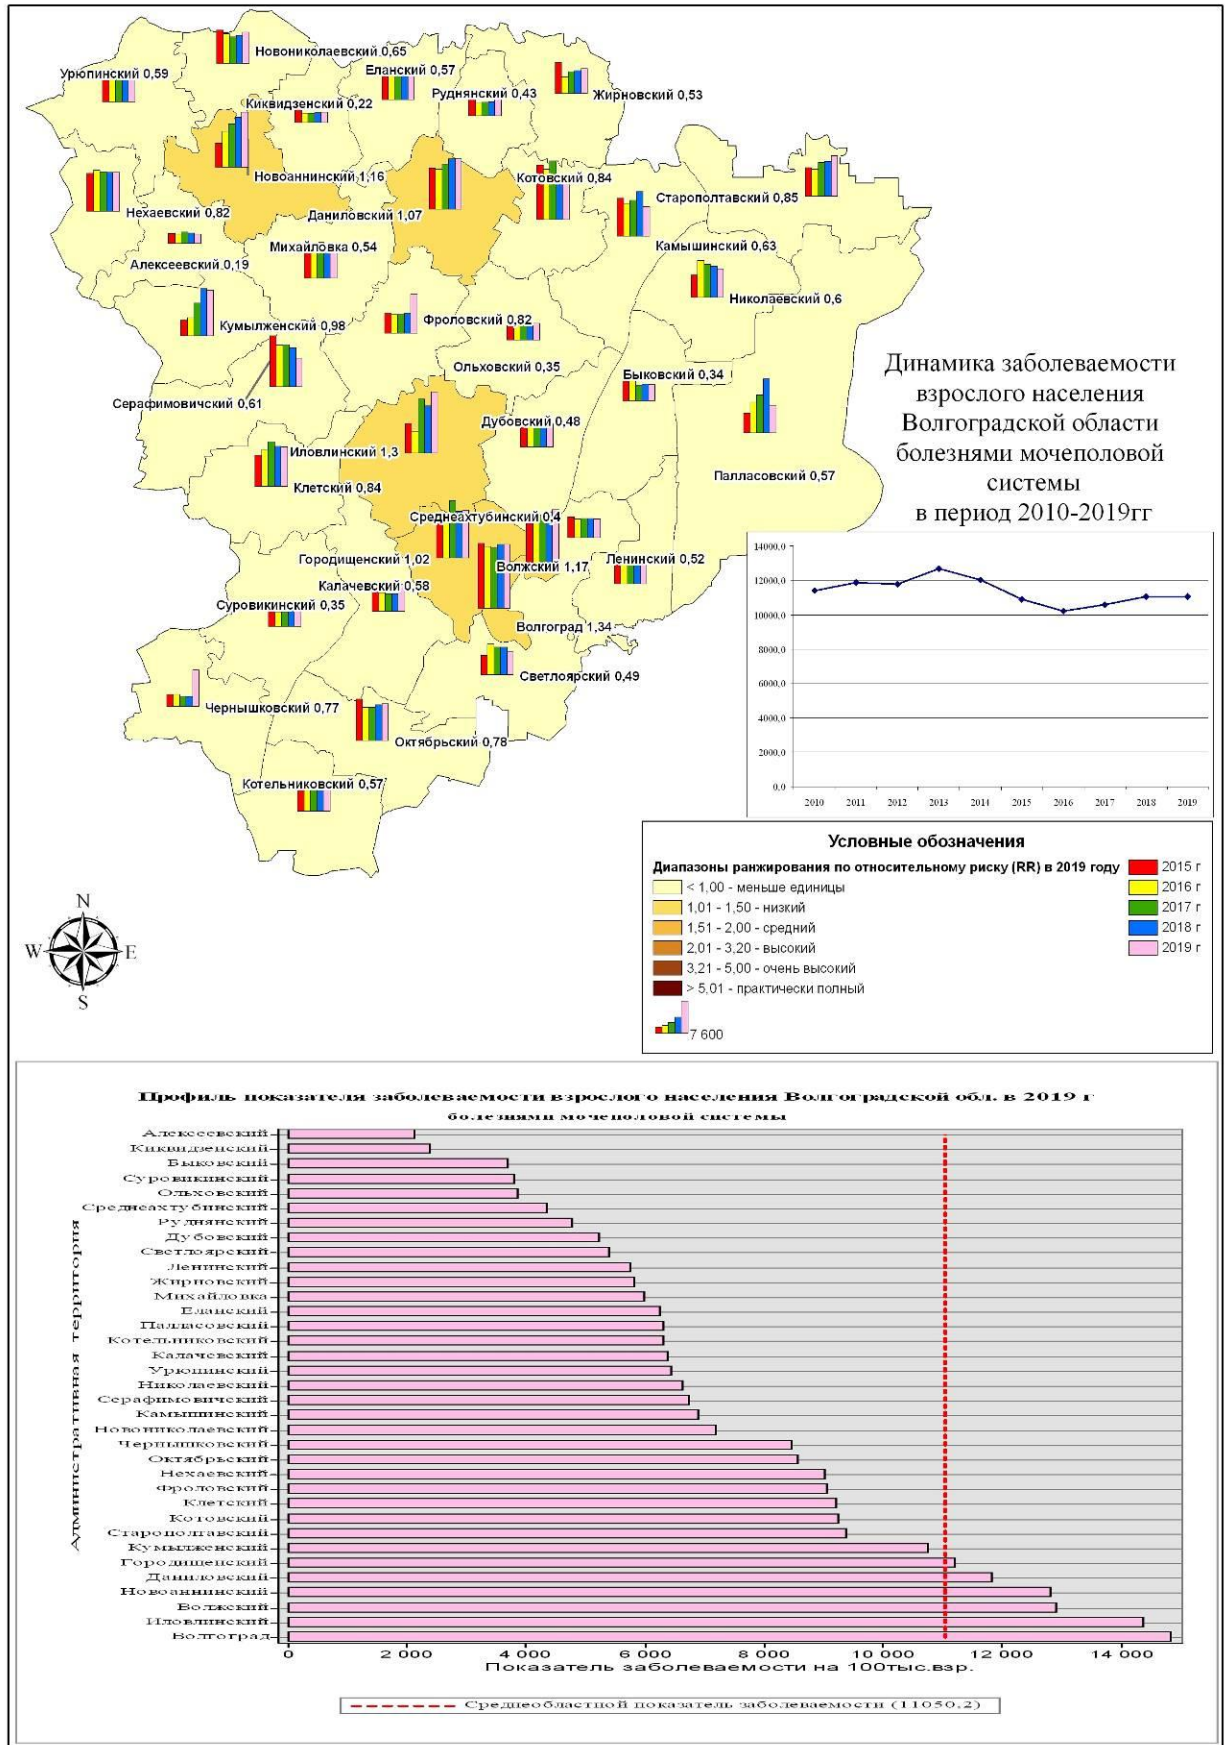 Новониколаевский 0,65
Урюпинский 0,59
Еланский 0,57
Руднянский 0,43
Жирновский 0,53
Киквидзенский 0,22
Новоаннинский 1,16
Котовский 0,84
Старополтавский 0,85
Нехаевский 0,82
Даниловский 1,07
Михайловка 0,54
Камышинский 0,63
Алексеевский 0,19
Николаевский 0,6
Кумылженский 0,98
Фроловский 0,82
Ольховский 0,35
Быковский 0,34
Серафимовичский 0,61
Дубовский 0,48
Иловлинский 1,3
Палласовский 0,57
Клетский 0,84
Среднеахтубинский 0,4
Городищенский 1,02
Волжский 1,17
Ленинский 0,52
Калачевский 0,58
Суровикинский 0,35
Волгоград 1,34
Светлоярский 0,49
Чернышковский 0,77
Октябрьский 0,78
Котельниковский 0,57
Динамика заболеваемости
взрослого населения
Волгоградской области
болезнями мочеполовой
системы
в период 2010-2019гг
14000,0
12000,0
10000,0
8000,0
6000,0
4000,0
2000,0
0,0
2010 2011 2012 2013 2014 2015 2016 2017 2018 2019
Условные обозначения
Диапазоны ранжирования по относительному риску (RR) в 2019 году
< 1,00 - меньше единицы
1,01 - 1,50 - низкий
1,51 - 2,00 - средний
2,01 - 3,20 - высокий
3,21 - 5,00 - очень высокий
> 5,01 - практически полный
7 600
2015 г
2016 г
2017 г
2018 г
2019 г
N
W E
S
Профиль показателя заболеваемости взрослого населения Волгоградской обл. в 2019 г
болезнями мочеполовой системы
Административная территория
Алексеевский
Киквидзенский
Быковский
Суровикинский
Ольховский
Среднеахтубинский
Руднянский
Дубовский
Светлоярский
Ленинский
Жирновский
Михайловка
Еланский
Палласовский
Котельниковский
Калачевский
Урюпинский
Николаевский
Серафимовичский
Камышинский
Новониколаевский
Чернышковский
Октябрьский
Нехаевский
Фроловский
Клетский
Котовский
Старополтавский
Кумылженский
Городищенский
Даниловский
Новоаннинский
Волжский
Иловлинский
Волгоград
0 2 000 4 000 6 000 8 000 10 000 12 000 14 000
Показатель заболеваемости на 100тыс.взр.
Среднеобластной показатель заболеваемости (11050,2)